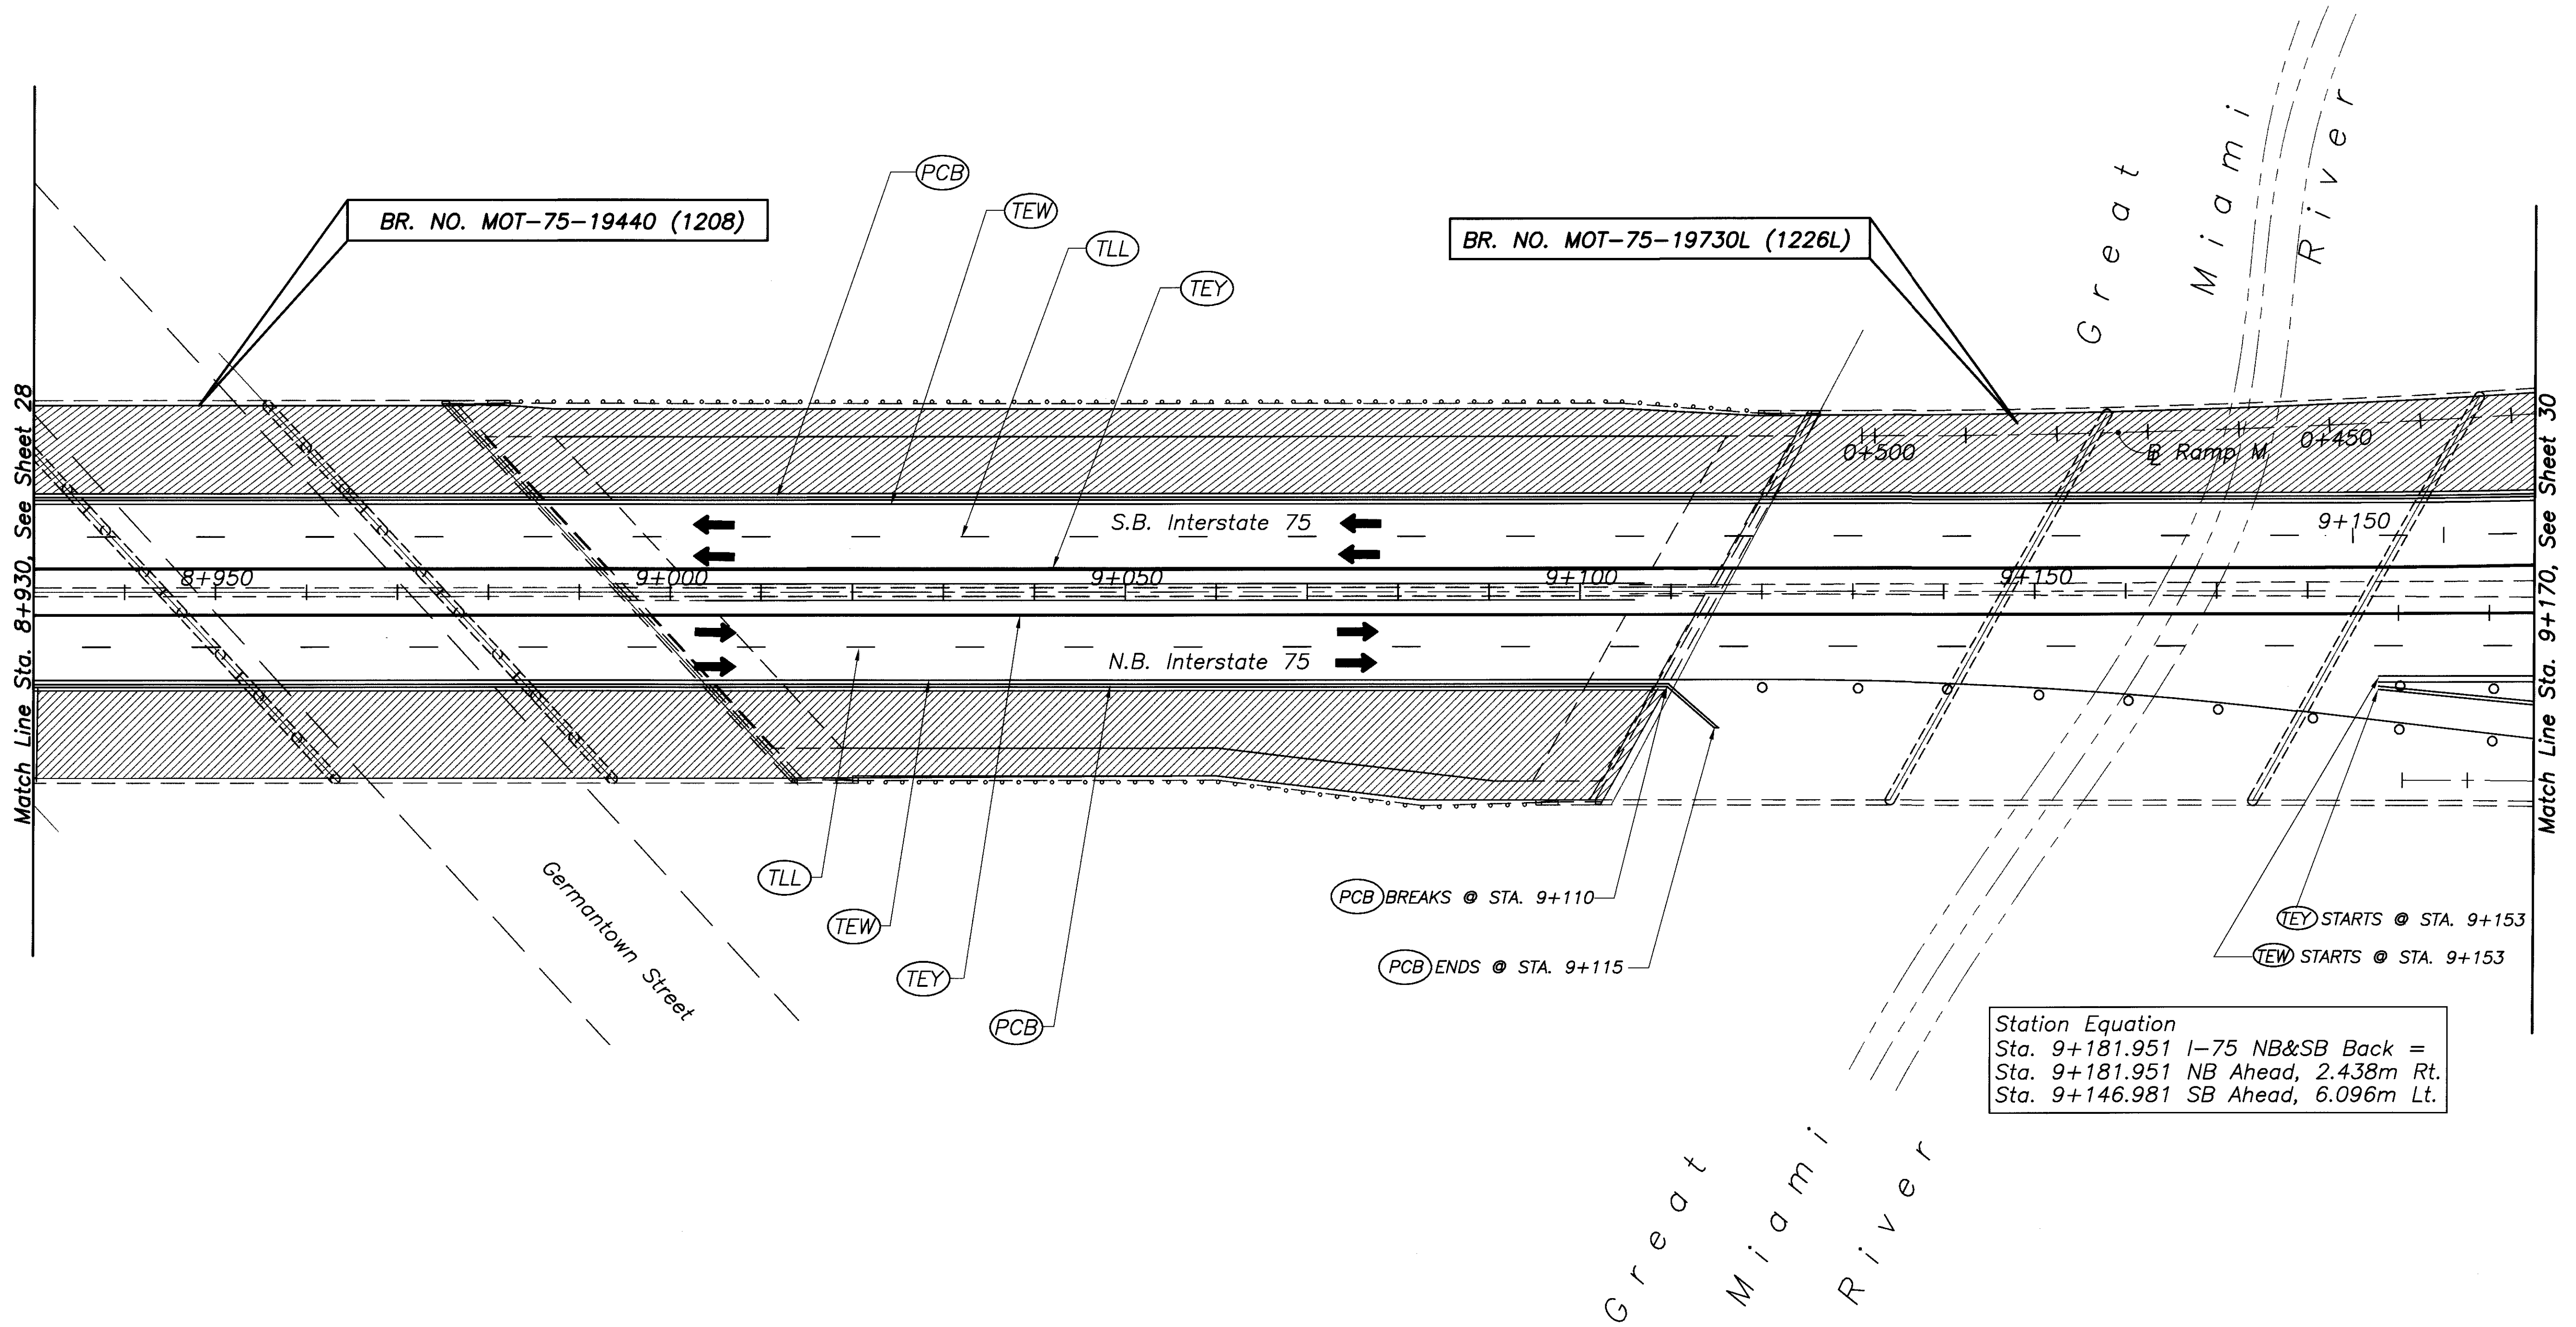 Great
Miami
River
PCB
TEW
TLL
TEY
BR. NO. MOT-75-19440 (1208)
BR. NO. MOT-75-19730L (1226L)
Match Line Sta. 8+930, See Sheet 28
Match Line Sta. 9+170, See Sheet 30
0+500
℄ Ramp M
0+450
S.B. Interstate 75
9+150
8+950
9+000
9+050
9+100
9+150
N.B. Interstate 75
Germantown Street
TLL
TEW
TEY
PCB
PCB BREAKS @ STA. 9+110
PCB ENDS @ STA. 9+115
TEY STARTS @ STA. 9+153
TEW STARTS @ STA. 9+153
Station Equation
Sta. 9+181.951 I-75 NB&SB Back =
Sta. 9+181.951 NB Ahead, 2.438m Rt.
Sta. 9+146.981 SB Ahead, 6.096m Lt.
Great
Miami
River